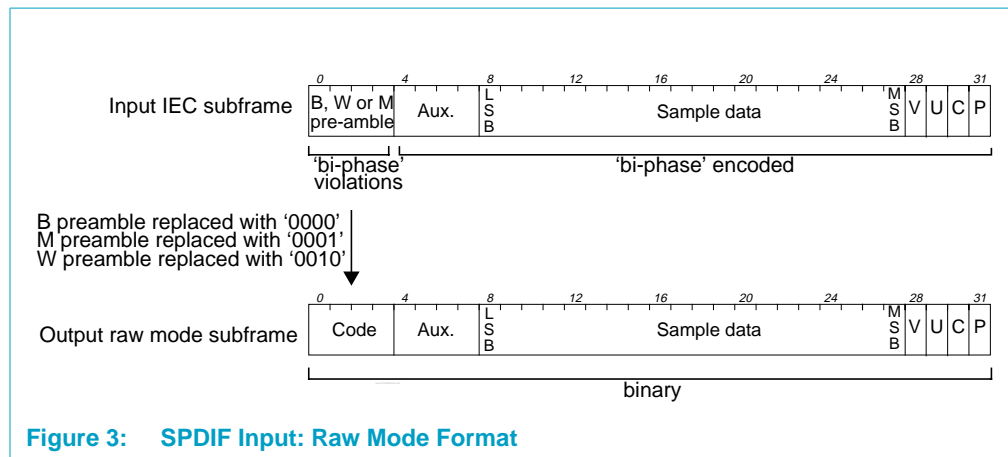 0 4 8 12 16 20 24 28 31
Input IEC subframe
B, W or M
pre-amble
Aux.
L
S
B
Sample data
M
S
B
V U C P
‘bi-phase’
violations
‘bi-phase’ encoded
B preamble replaced with ‘0000’
M preamble replaced with ‘0001’
W preamble replaced with ‘0010’
0 4 8 12 16 20 24 28 31
Output raw mode subframe
Code
Aux.
L
S
B
Sample data
M
S
B
V U C P
binary
Figure 3: SPDIF Input: Raw Mode Format